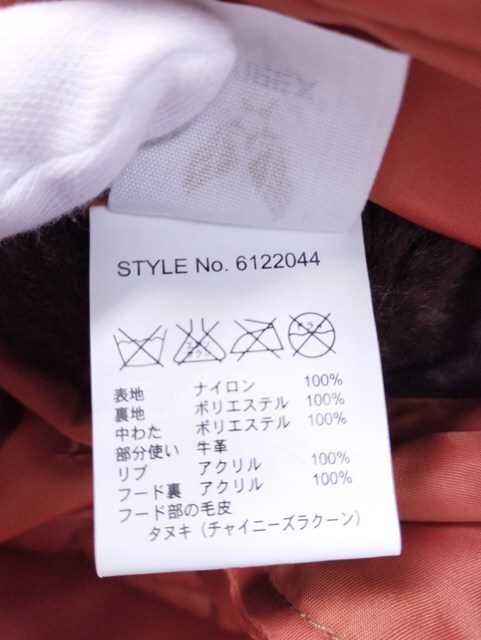 STYLE No. 6122044
表地 ナイロン 100%
裏地 ポリエステル 100%
中わた ポリエステル 100%
部分使い 牛革
リブ アクリル 100%
フード裏 アクリル 100%
フード部の毛皮
タヌキ（チャイニーズラクーン）